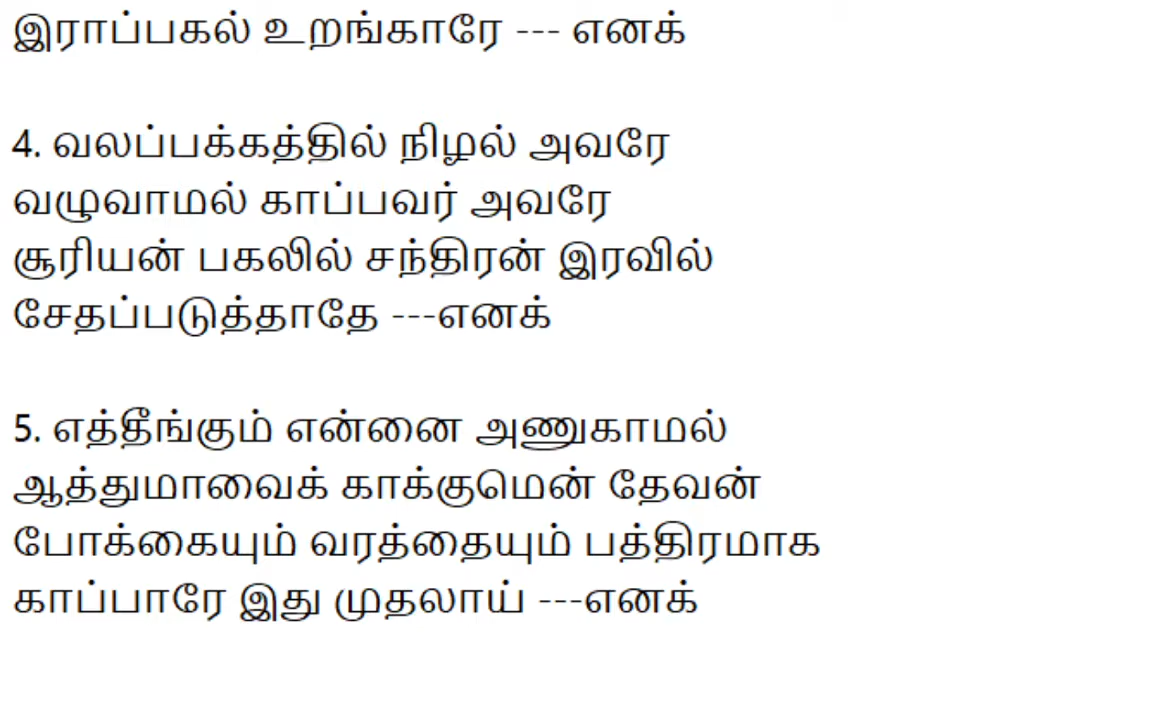 இராப்பகல் உறங்காரே --- எனக்
4. வலப்பக்கத்தில் நிழல் அவரே
வழுவாமல் காப்பவர் அவரே
சூரியன் பகலில் சந்திரன் இரவில்
சேதப்படுத்தாதே ---எனக்
5. எத்தீங்கும் என்னை அணுகாமல்
ஆத்துமாவைக் காக்குமென் தேவன்
போக்கையும் வரத்தையும் பத்திரமாக
காப்பாரே இது முதலாய் ---எனக்